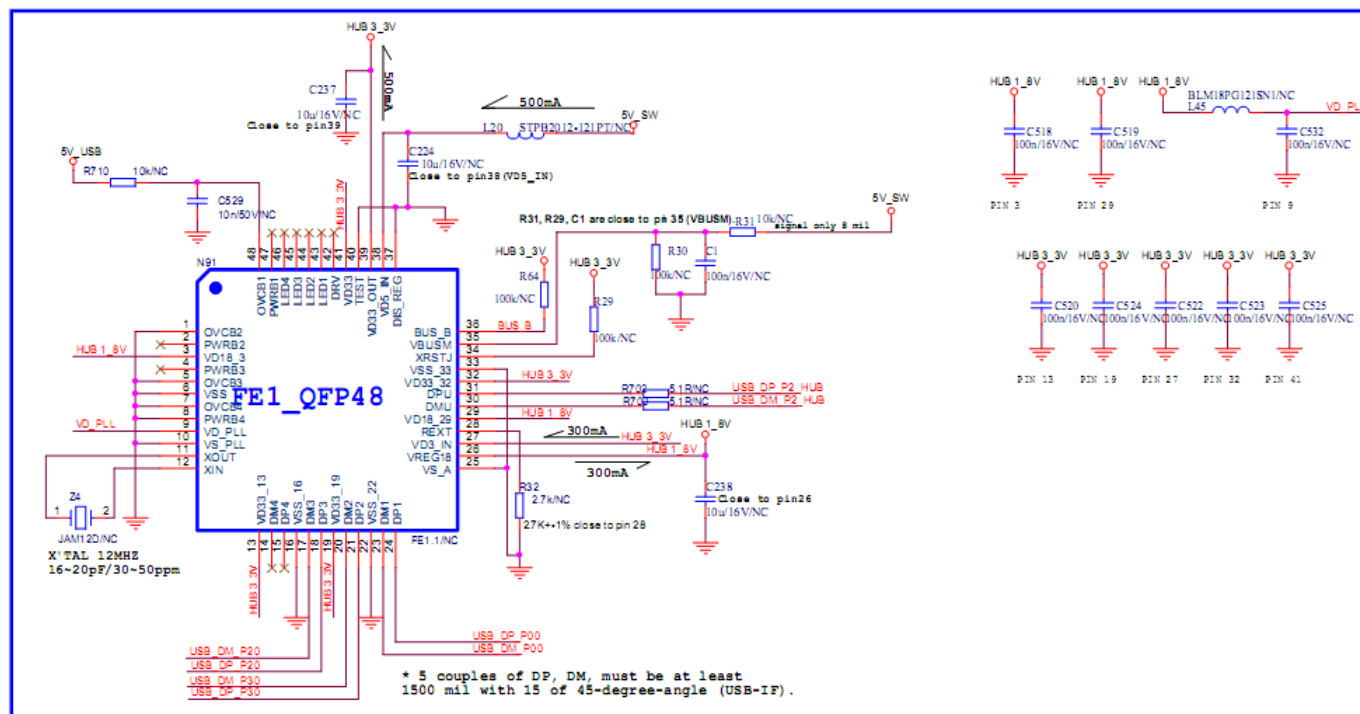 HUB 3_3V
500mA
C237
10u/16V/NC
Close to pin39
500mA
5V_SW
L20 STPB2012-121PT/NC
C224
10u/16V/NC
Close to pin38(VD5_IN)
5V_USB
R710 10k/NC
C529
10n/50V/NC
HUB 3_3V
N91
48 47 46 45 44 43 42 41 40 39 38 37
OVCB1
PWRB1
LED4
LED3
LED2
LED1
DRV
VD33
TEST
VD33_OUT
VD5_IN
DIS_REG
R31, R29, C1 are close to pin 35 (VBUSM)
R31 10k/NC
signal only 8 mil
5V_SW
R30
100k/NC
C1
100n/16V/NC
HUB 3_3V
R64
100k/NC
HUB 3_3V
R29
100k/NC
BUS_B
1 OVCB2
2 PWRB2
HUB 1_8V 3 VD18_3
4 PWRB3
5 OVCB3
6 VSS
7 OVCB4
8 PWRB4
VD_PLL 9 VD_PLL
10 VS_PLL
11 XOUT
12 XIN
FE1_QFP48
BUS_B 36
VBUSM 35
XRSTJ 34
VSS_33 33
VD33_32 32 HUB 3_3V
DPU 31 R702 5.1R/NC USB_DP_P2_HUB
DMU 30 R703 5.1R/NC USB_DM_P2_HUB
VD18_29 29 HUB 1_8V
REXT 28
VD3_IN 27 300mA HUB 3_3V
VREG18 26 HUB 1_8V
VS_A 25 300mA
HUB 1_8V
C238
Close to pin26
10u/16V/NC
R32
2.7k/NC
27K+-1% close to pin 28
VD33_13
DM4
DP4
VSS_16
DM3
DP3
VD33_19
DM2
DP2
VSS_22
DM1
DP1
13 14 15 16 17 18 19 20 21 22 23 24
FE1.1/NC
Z4
1 2
JAM12D/NC
X'TAL 12MHZ
16~20pF/30~50ppm
HUB 3_3V
HUB 3_3V
USB_DP_P00
USB_DM_P00
USB_DM_P20
USB_DP_P20
USB_DM_P30
USB_DP_P30
* 5 couples of DP, DM, must be at least
1500 mil with 15 of 45-degree-angle (USB-IF).
HUB 1_8V HUB 1_8V HUB 1_8V
BLM18PG121SN1/NC
L45 VD_PL
C518
100n/16V/NC
C519
100n/16V/NC
C532
100n/16V/NC
PIN 3 PIN 29 PIN 9
HUB 3_3V HUB 3_3V HUB 3_3V HUB 3_3V HUB 3_3V
C520
100n/16V/NC
C524
100n/16V/NC
C522
100n/16V/NC
C523
100n/16V/NC
C525
100n/16V/NC
PIN 13 PIN 19 PIN 27 PIN 32 PIN 41